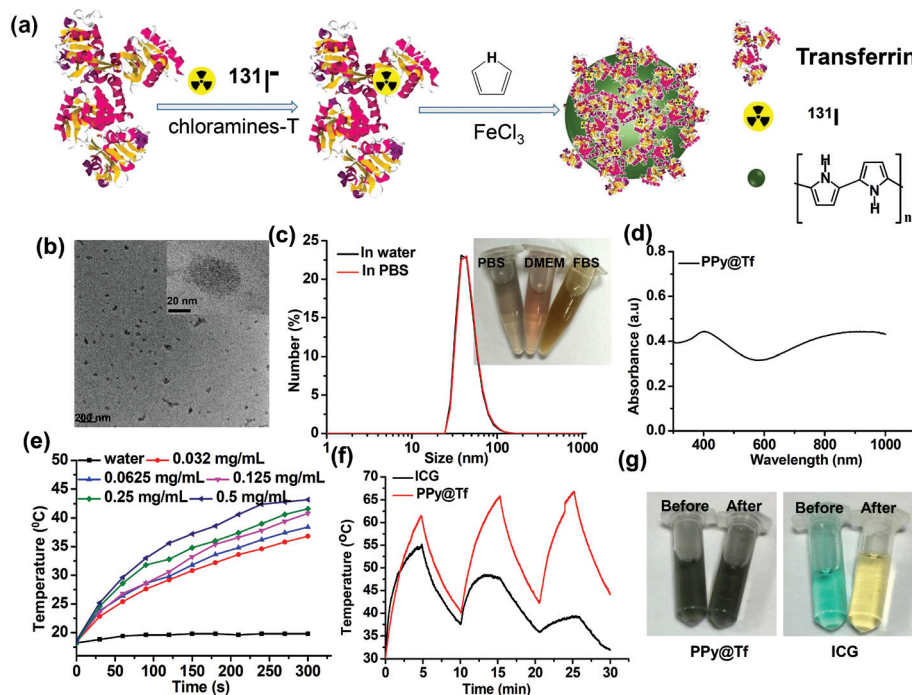 (a)
131I-
chloramines-T
H
FeCl3
Transferrin
131I
H
N
N
H
n
(b)
20 nm
200 nm
(c)
In water
In PBS
PBS DMEM FBS
Number (%)
25
20
15
10
5
0
1 10 100 1000
Size (nm)
(d)
PPy@Tf
Absorbance (a.u)
0.8
0.6
0.4
0.2
0.0
400 600 800 1000
Wavelength (nm)
(e)
water 0.032 mg/mL
0.0625 mg/mL 0.125 mg/mL
0.25 mg/mL 0.5 mg/mL
Temperature (⁰C)
50
45
40
35
30
25
20
0 50 100 150 200 250 300 350
Time (s)
(f)
ICG
PPy@Tf
Temperature (⁰C)
75
70
65
60
55
50
45
40
35
30
0 5 10 15 20 25 30
Time (min)
(g)
Before After
PPy@Tf
Before After
ICG